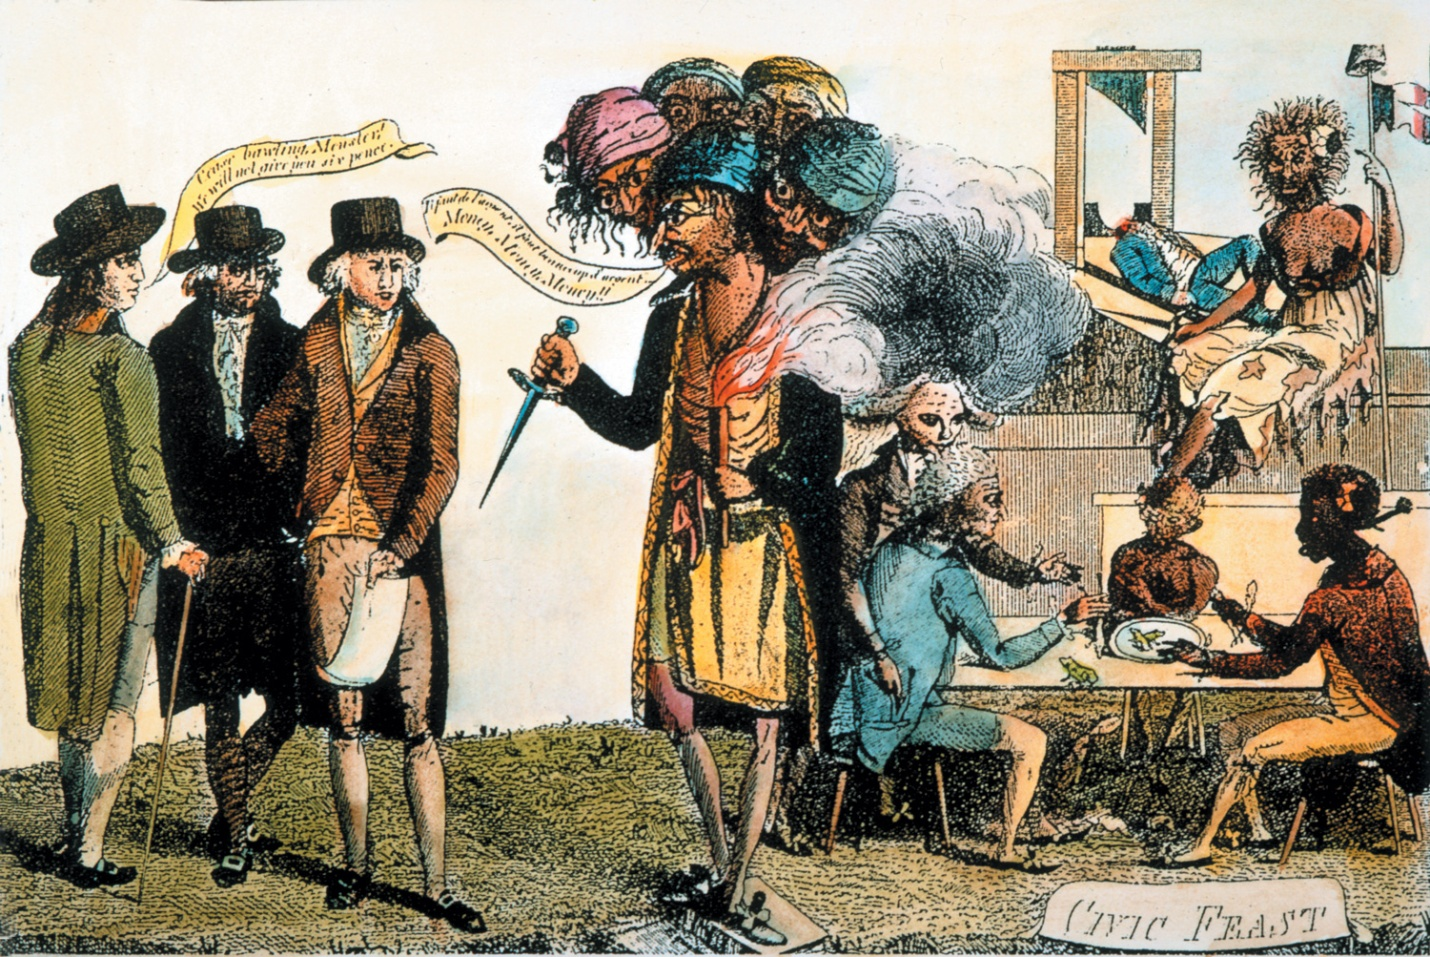 Cease bawling, Monster!
We will not give you six pence.
Il faut de l'argent, il faut beaucoup d'argent
Money, Money, Money!!
CIVIC FEAST